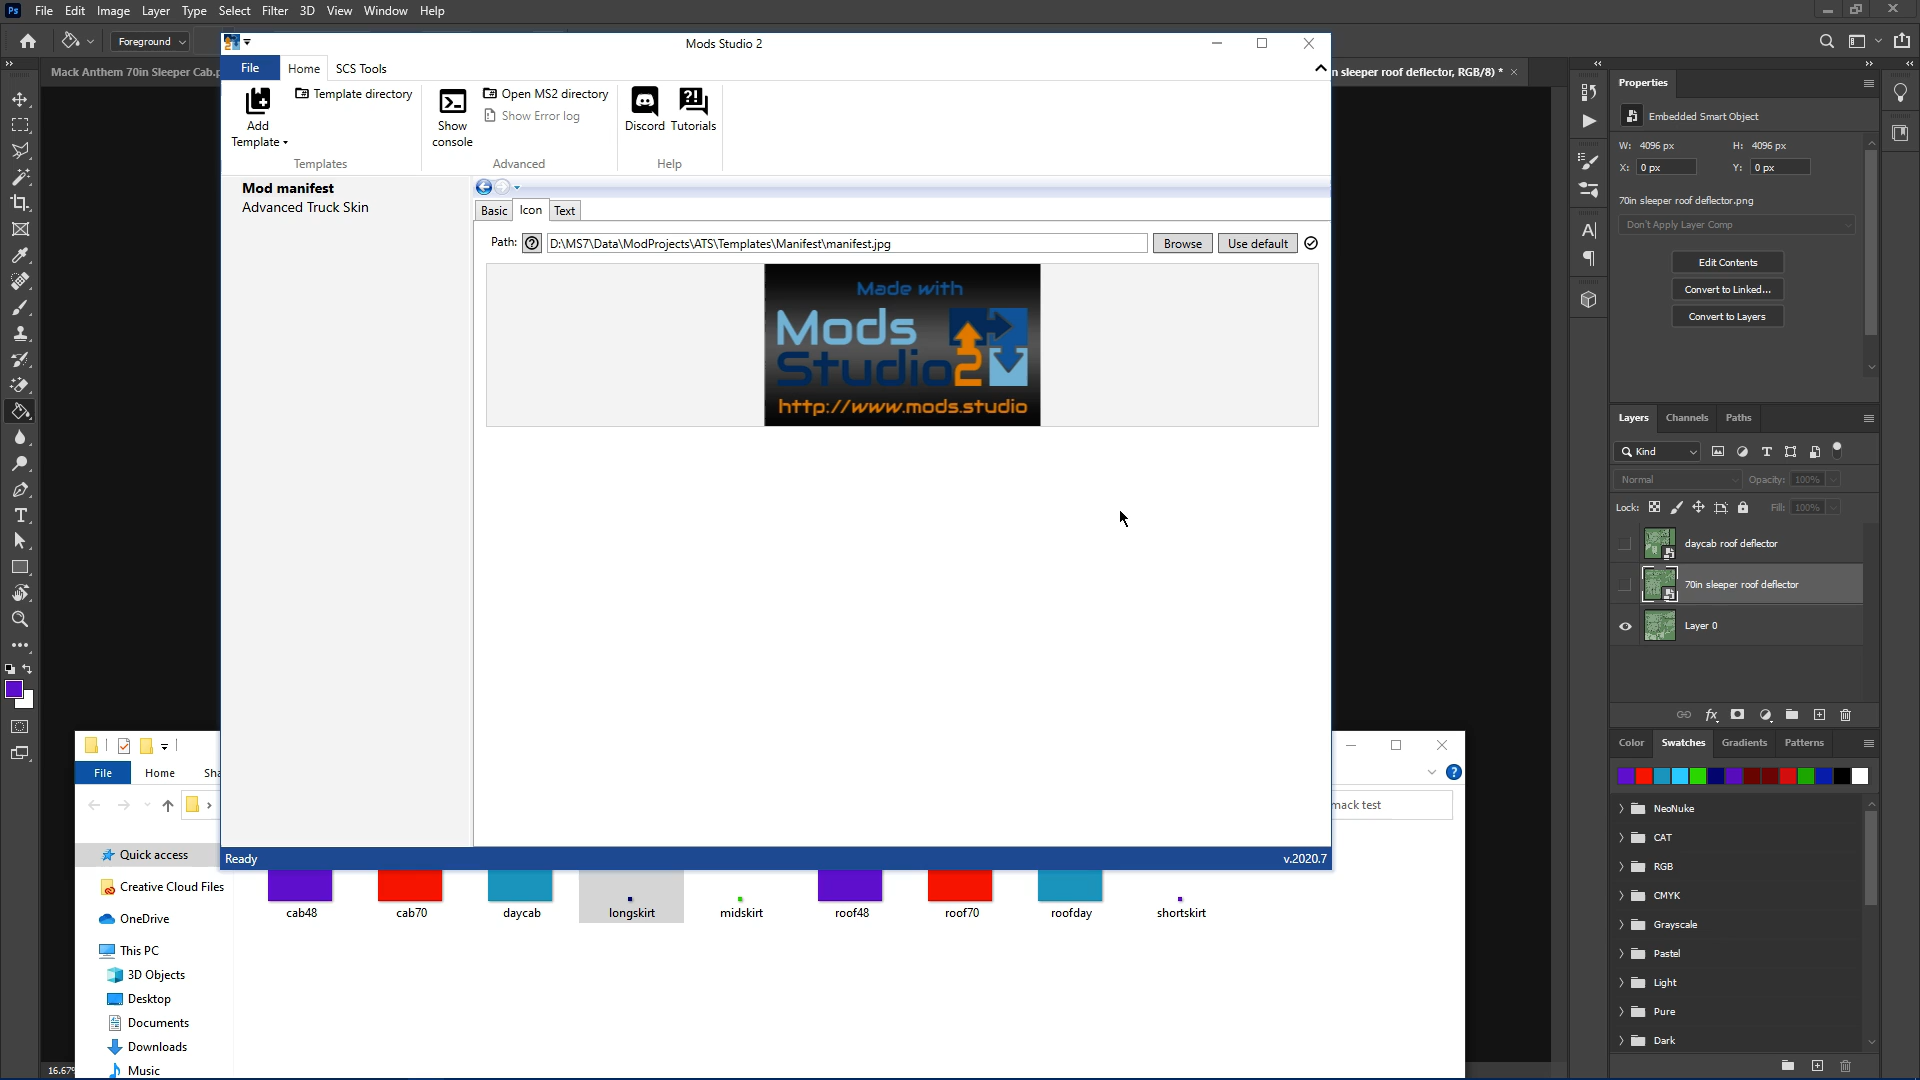 Ps File Edit Image Layer Type Select Filter 3D View Window Help
Foreground
Mack Anthem 70in Sleeper Cab.p
n sleeper roof deflector, RGB/8) *
Mods Studio 2
File Home SCS Tools
Add Template
Template directory
Templates
Show console
Open MS2 directory
Show Error log
Advanced
Discord Tutorials
Help
Mod manifest
Advanced Truck Skin
Basic Icon Text
Path: D:\MS7\Data\ModProjects\ATS\Templates\Manifest\manifest.jpg Browse Use default
Made with
Mods
Studio2
http://www.mods.studio
Ready
v.2020.7
Properties
Embedded Smart Object
W: 4096 px H: 4096 px
X: 0 px Y: 0 px
70in sleeper roof deflector.png
Don't Apply Layer Comp
Edit Contents
Convert to Linked...
Convert to Layers
Layers Channels Paths
Kind
Normal Opacity: 100%
Lock: Fill: 100%
daycab roof deflector
70in sleeper roof deflector
Layer 0
Color Swatches Gradients Patterns
NeoNuke
CAT
RGB
CMYK
Grayscale
Pastel
Light
Pure
Dark
File Home Sha
mack test
Quick access
Creative Cloud Files
OneDrive
This PC
3D Objects
Desktop
Documents
Downloads
Music
cab48 cab70 daycab longskirt midskirt roof48 roof70 roofday shortskirt
16.67%